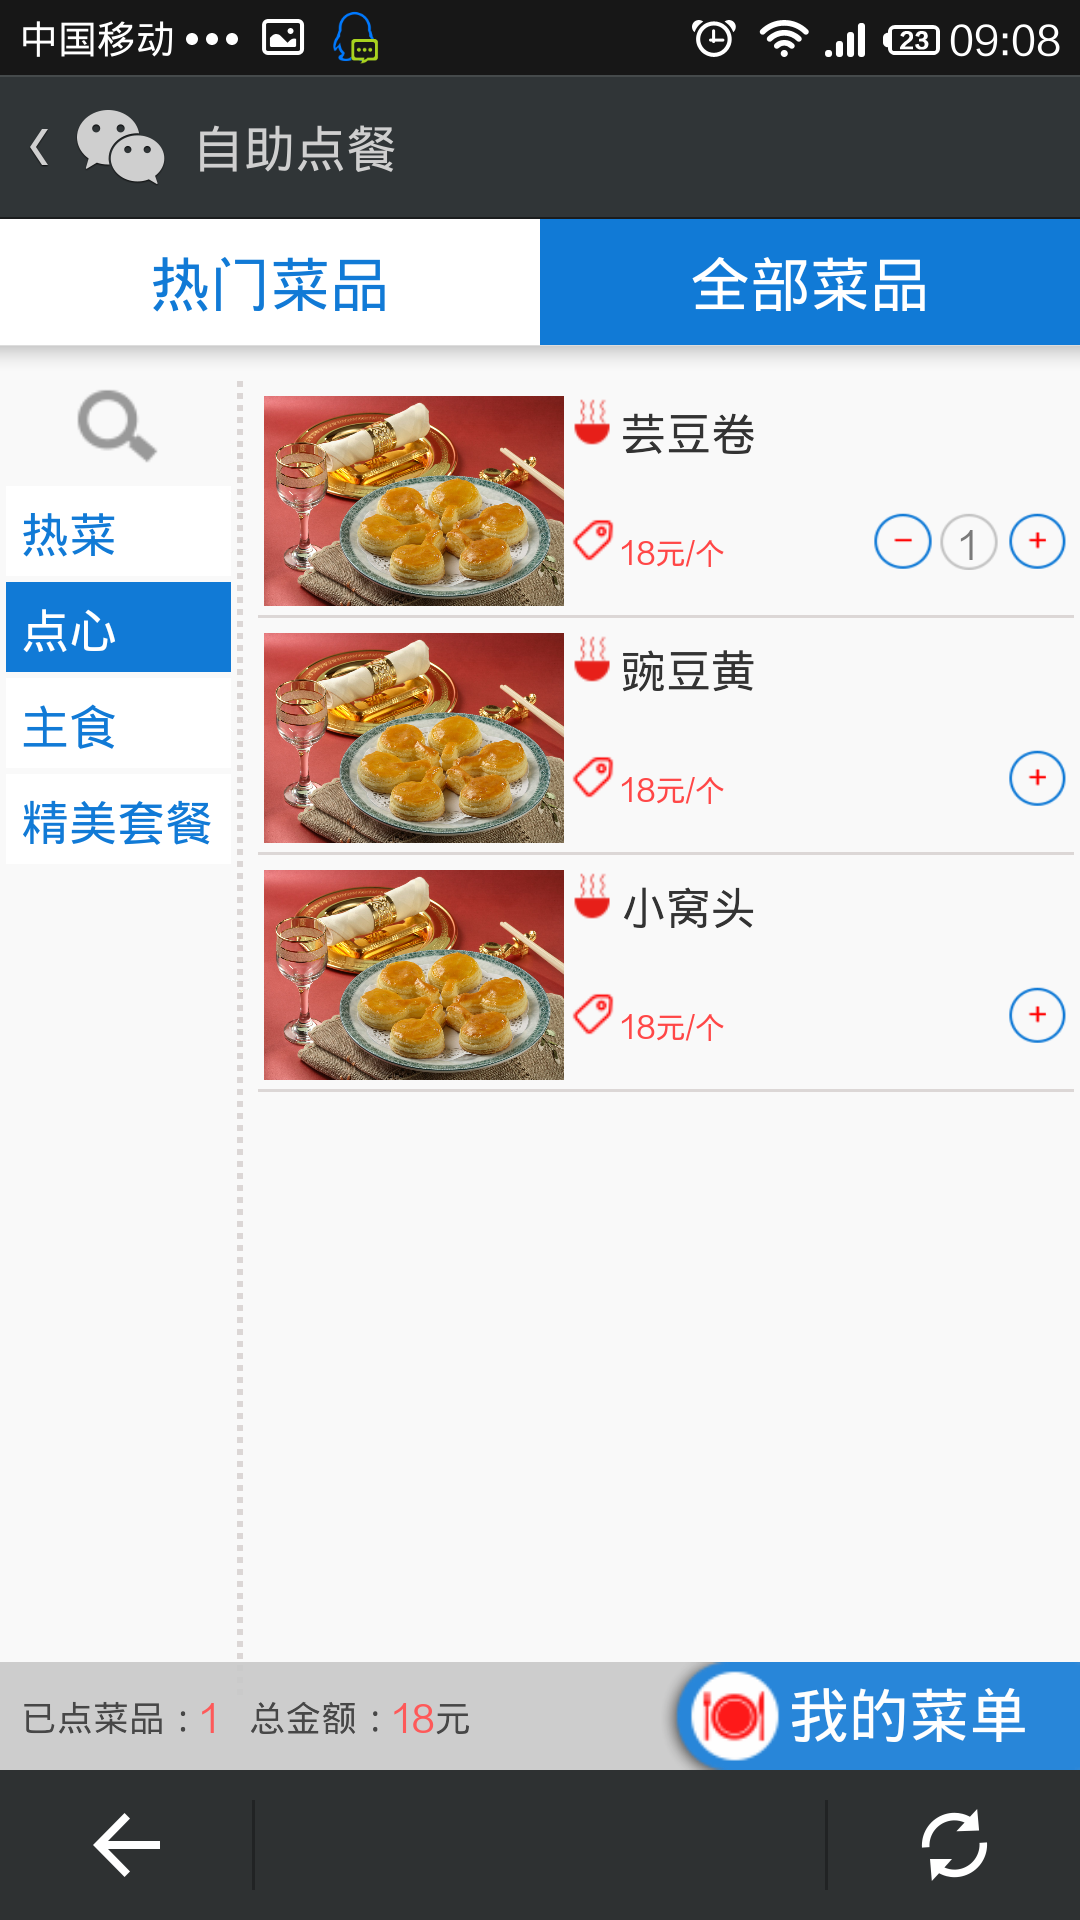 中国移动 ••• 23 09:08
自助点餐
热门菜品 全部菜品
热菜
点心
主食
精美套餐
芸豆卷
18元/个 − 1 +
豌豆黄
18元/个 +
小窝头
18元/个 +
已点菜品：1 总金额：18元 我的菜单